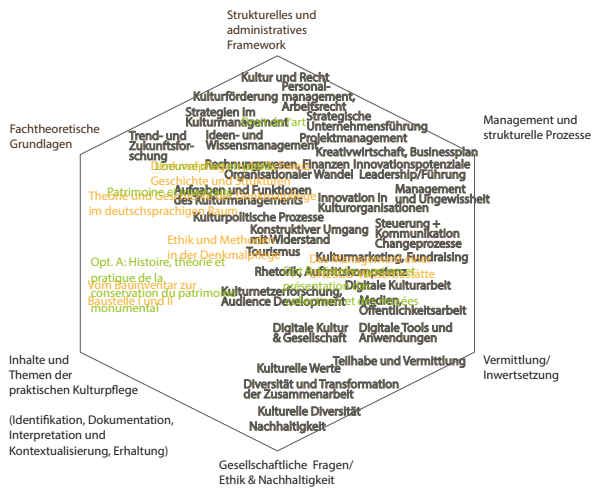 Strukturelles und
administratives
Framework
Kultur und Recht
Personal-
Kulturförderung management,
Arbeitsrecht
Strategien im
Kulturmanagement
Strategische
Unternehmensführung
Management und
strukturelle Prozesse
Fachtheoretische
Grundlagen
Trend- und
Zukunftsfor-
schung
Ideen- und
Wissensmanagement
Projektmanagement
Kreativwirtschaft, Businessplan
Rechnungswesen, Finanzen Innovationspotenziale
Geschichte und Strukturen
Organisationaler Wandel Leadership/Führung
Patrimoine et
Aufgaben und Funktionen
des Kulturmanagements
Theorie und
im deutschsprachigen Raum
Innovation in
Kulturorganisationen
Management
und Ungewissheit
Kulturpolitische Prozesse
Konstruktiver Umgang
mit Widerstand
Steuerung +
Kommunikation
Changeprozesse
Ethik und Methoden
in der Denkmalpflege
Tourismus
Kulturmarketing, Fundraising
Opt. A: Histoire, théorie et
pratique de la
conservation du patrimoine
monumental
Rhetorik, Auftrittskompetenz
Vom Bauinventar zur
Baustelle I und II
Digitale Kulturarbeit
Kulturnetzerforschung,
Audience Development
Medien,
Öffentlichkeitsarbeit
Digitale Kultur
& Gesellschaft
Digitale Tools und
Anwendungen
Inhalte und
Themen der
praktischen Kulturpflege
(Identifikation, Dokumentation,
Interpretation und
Kontextualisierung, Erhaltung)
Teilhabe und Vermittlung
Vermittlung/
Inwertsetzung
Kulturelle Werte
Diversität und Transformation
der Zusammenarbeit
Kulturelle Diversität
Nachhaltigkeit
Gesellschaftliche Fragen/
Ethik & Nachhaltigkeit